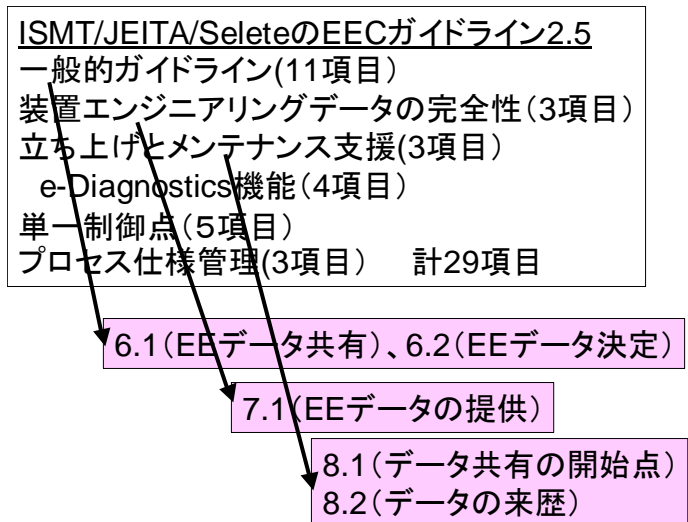 ISMT/JEITA/SeleteのEECガイドライン2.5
一般的ガイドライン(11項目）
装置エンジニアリングデータの完全性（3項目）
立ち上げとメンテナンス支援(3項目）
e-Diagnostics機能（4項目）
単一制御点（５項目）
プロセス仕様管理(3項目）　計29項目
6.1（EEデータ共有）、6.2（EEデータ決定）
7.1（EEデータの提供）
8.1（データ共有の開始点）
8.2（データの来歴）